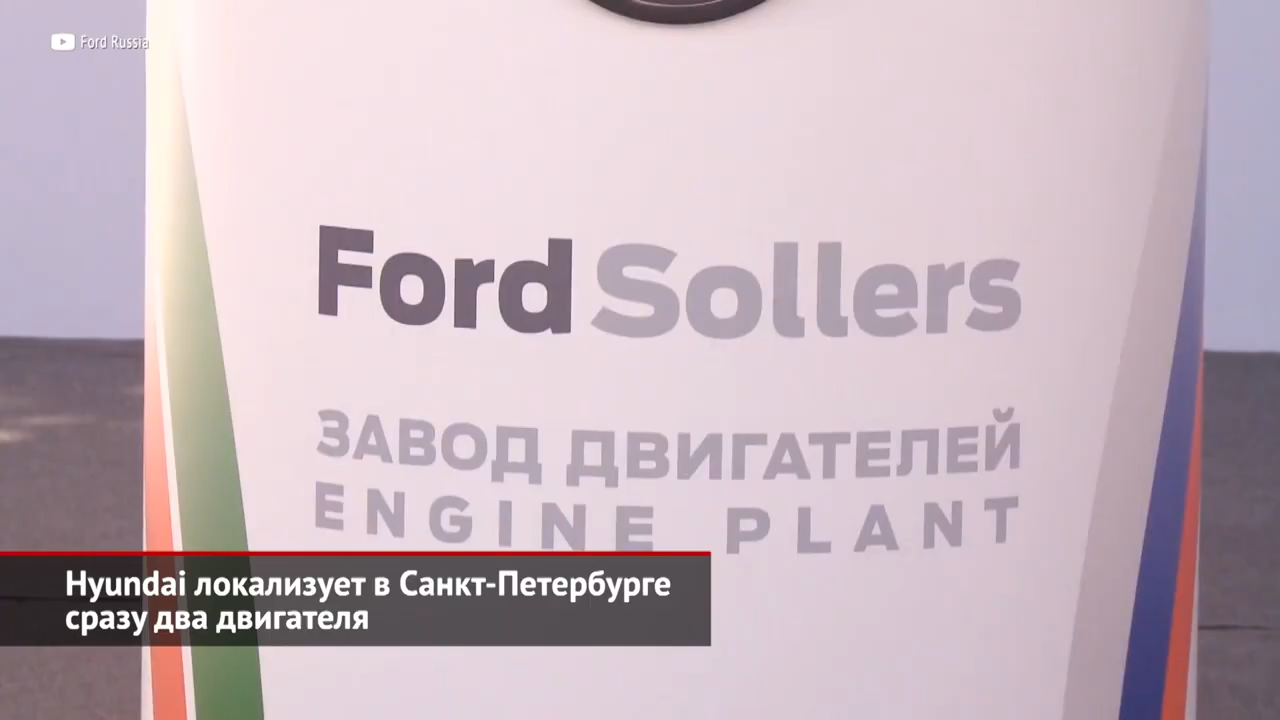 Ford Russia
Ford Sollers
ЗАВОД ДВИГАТЕЛЕЙ
ENGINE PLANT
Hyundai локализует в Санкт-Петербурге
сразу два двигателя